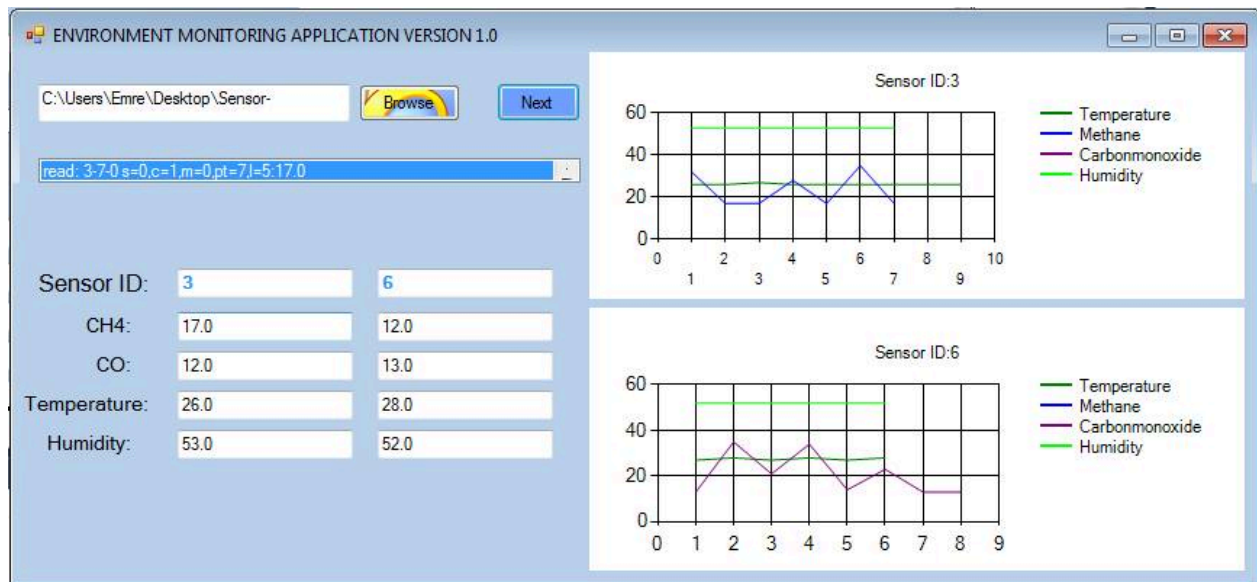 ENVIRONMENT MONITORING APPLICATION VERSION 1.0
C:\Users\Emre\Desktop\Sensor-
Browse
Next
read: 3-7-0 s=0,c=1,m=0,pt=7,l=5:17.0
Sensor ID: 3 6
CH4: 17.0 12.0
CO: 12.0 13.0
Temperature: 26.0 28.0
Humidity: 53.0 52.0
Sensor ID:3
60
40
20
0
0 2 4 6 8 10
1 3 5 7 9
Temperature
Methane
Carbonmonoxide
Humidity
Sensor ID:6
60
40
20
0
0 1 2 3 4 5 6 7 8 9
Temperature
Methane
Carbonmonoxide
Humidity